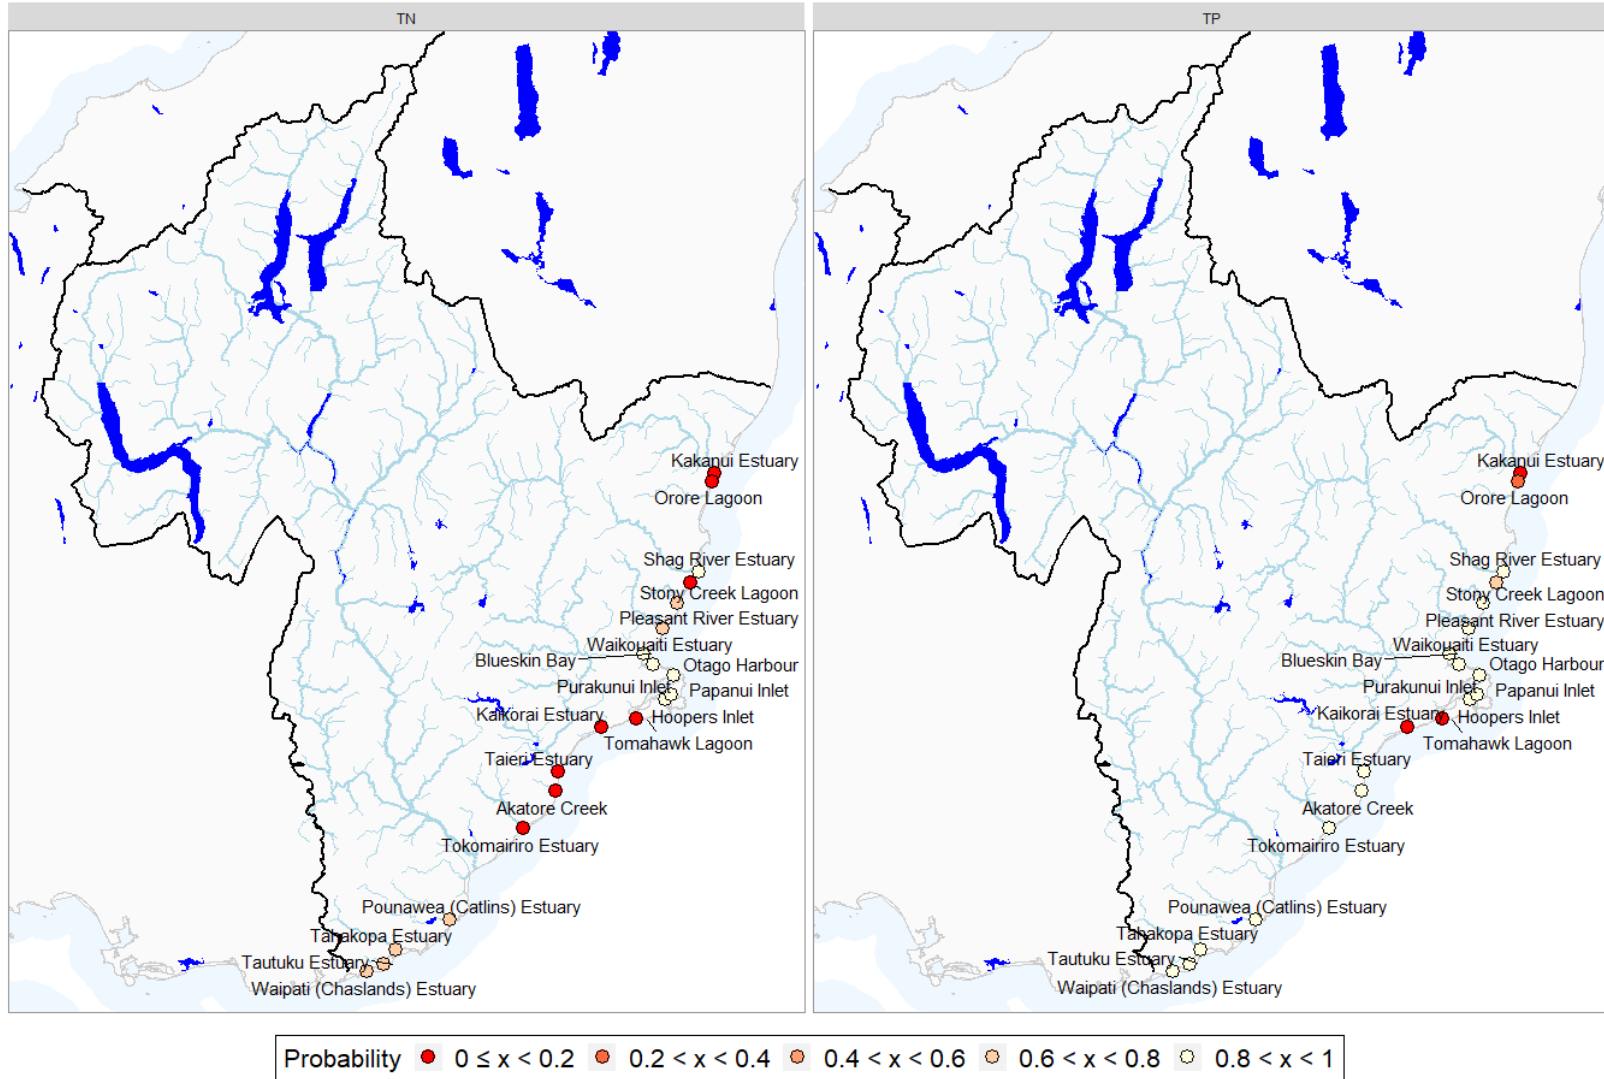 TN
Kakanui Estuary
Orore Lagoon
Shag River Estuary
Stony Creek Lagoon
Pleasant River Estuary
Waikouaiti Estuary
Blueskin Bay
Otago Harbour
Purakunui Inlet
Papanui Inlet
Kaikorai Estuary
Hoopers Inlet
Tomahawk Lagoon
Taieri Estuary
Akatore Creek
Tokomairiro Estuary
Pounawea (Catlins) Estuary
Tahakopa Estuary
Tautuku Estuary
Waipati (Chaslands) Estuary
TP
Kakanui Estuary
Orore Lagoon
Shag River Estuary
Stony Creek Lagoon
Pleasant River Estuary
Waikouaiti Estuary
Blueskin Bay
Otago Harbour
Purakunui Inlet
Papanui Inlet
Kaikorai Estuary
Hoopers Inlet
Tomahawk Lagoon
Taieri Estuary
Akatore Creek
Tokomairiro Estuary
Pounawea (Catlins) Estuary
Tahakopa Estuary
Tautuku Estuary
Waipati (Chaslands) Estuary
Probability 0 ≤ x < 0.2 0.2 < x < 0.4 0.4 < x < 0.6 0.6 < x < 0.8 0.8 < x < 1